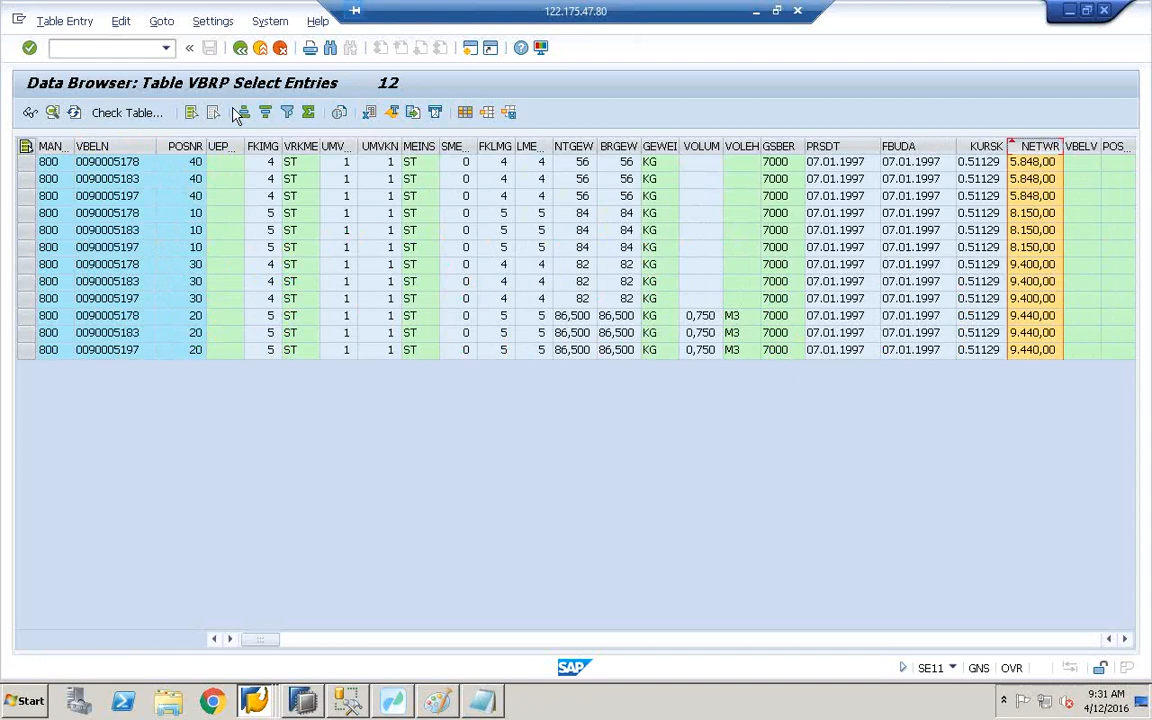 122.175.47.80
Table Entry Edit Goto Settings System Help
Data Browser: Table VBRP Select Entries 12
Check Table...
MAN... VBELN POSNR UEP... FKIMG VRKME UMV... UMVKN MEINS SME... FKLMG LME... NTGEW BRGEW GEWEI VOLUM VOLEH GSBER PRSDT FBUDA KURSK NETWR VBELV POS...
800 0090005178 40 4 ST 1 1 ST 0 4 4 56 56 KG 7000 07.01.1997 07.01.1997 0.51129 5.848,00
800 0090005183 40 4 ST 1 1 ST 0 4 4 56 56 KG 7000 07.01.1997 07.01.1997 0.51129 5.848,00
800 0090005197 40 4 ST 1 1 ST 0 4 4 56 56 KG 7000 07.01.1997 07.01.1997 0.51129 5.848,00
800 0090005178 10 5 ST 1 1 ST 0 5 5 84 84 KG 7000 07.01.1997 07.01.1997 0.51129 8.150,00
800 0090005183 10 5 ST 1 1 ST 0 5 5 84 84 KG 7000 07.01.1997 07.01.1997 0.51129 8.150,00
800 0090005197 10 5 ST 1 1 ST 0 5 5 84 84 KG 7000 07.01.1997 07.01.1997 0.51129 8.150,00
800 0090005178 30 4 ST 1 1 ST 0 4 4 82 82 KG 7000 07.01.1997 07.01.1997 0.51129 9.400,00
800 0090005183 30 4 ST 1 1 ST 0 4 4 82 82 KG 7000 07.01.1997 07.01.1997 0.51129 9.400,00
800 0090005197 30 4 ST 1 1 ST 0 4 4 82 82 KG 7000 07.01.1997 07.01.1997 0.51129 9.400,00
800 0090005178 20 5 ST 1 1 ST 0 5 5 86,500 86,500 KG 0,750 M3 7000 07.01.1997 07.01.1997 0.51129 9.440,00
800 0090005183 20 5 ST 1 1 ST 0 5 5 86,500 86,500 KG 0,750 M3 7000 07.01.1997 07.01.1997 0.51129 9.440,00
800 0090005197 20 5 ST 1 1 ST 0 5 5 86,500 86,500 KG 0,750 M3 7000 07.01.1997 07.01.1997 0.51129 9.440,00
SAP SE11 GNS OVR
Start
9:31 AM
4/12/2016